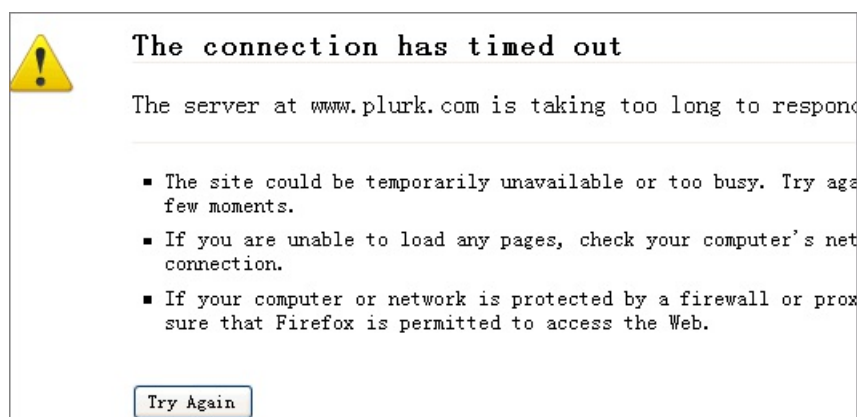 The connection has timed out
The server at www.plurk.com is taking too long to respond
▪ The site could be temporarily unavailable or too busy. Try aga
few moments.
▪ If you are unable to load any pages, check your computer's net
connection.
▪ If your computer or network is protected by a firewall or prox
sure that Firefox is permitted to access the Web.
Try Again